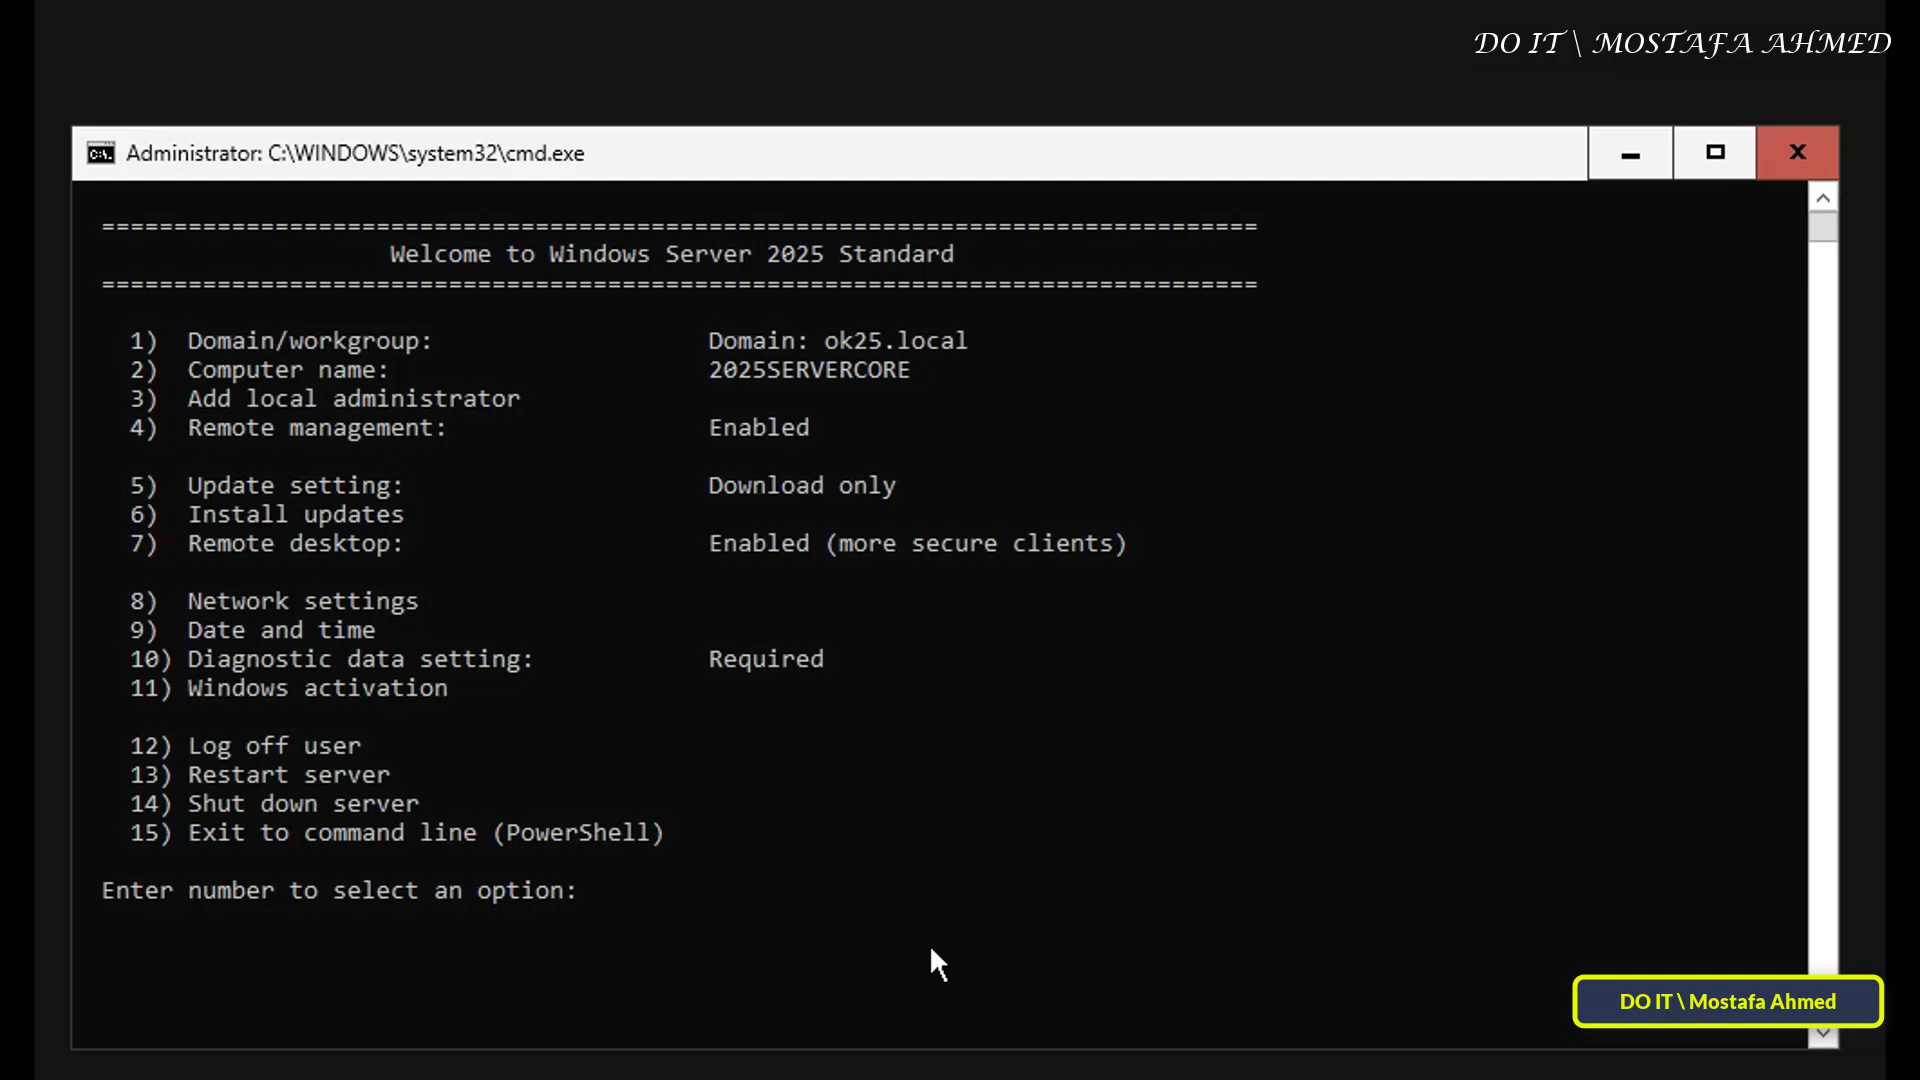 DO IT \ MOSTAFA AHMED
Administrator: C:\WINDOWS\system32\cmd.exe
================================================================================
Welcome to Windows Server 2025 Standard
================================================================================
1) Domain/workgroup: Domain: ok25.local
2) Computer name: 2025SERVERCORE
3) Add local administrator
4) Remote management: Enabled
5) Update setting: Download only
6) Install updates
7) Remote desktop: Enabled (more secure clients)
8) Network settings
9) Date and time
10) Diagnostic data setting: Required
11) Windows activation
12) Log off user
13) Restart server
14) Shut down server
15) Exit to command line (PowerShell)
Enter number to select an option:
DO IT \ Mostafa Ahmed